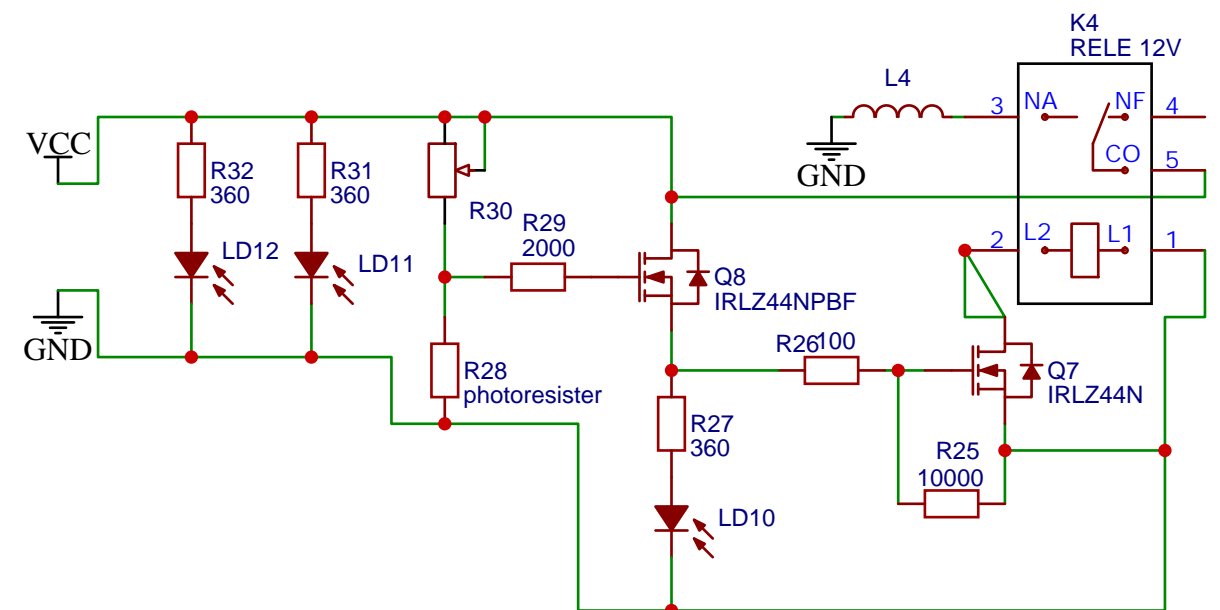 K4
RELE 12V
L4
3
NA
NF
4
VCC
GND
CO
5
R32
360
R31
360
R30
R29
2000
2
L2
L1
1
LD12
LD11
Q8
IRLZ44NPBF
GND
R28
photoresister
R26
100
Q7
IRLZ44N
R27
360
R25
10000
LD10